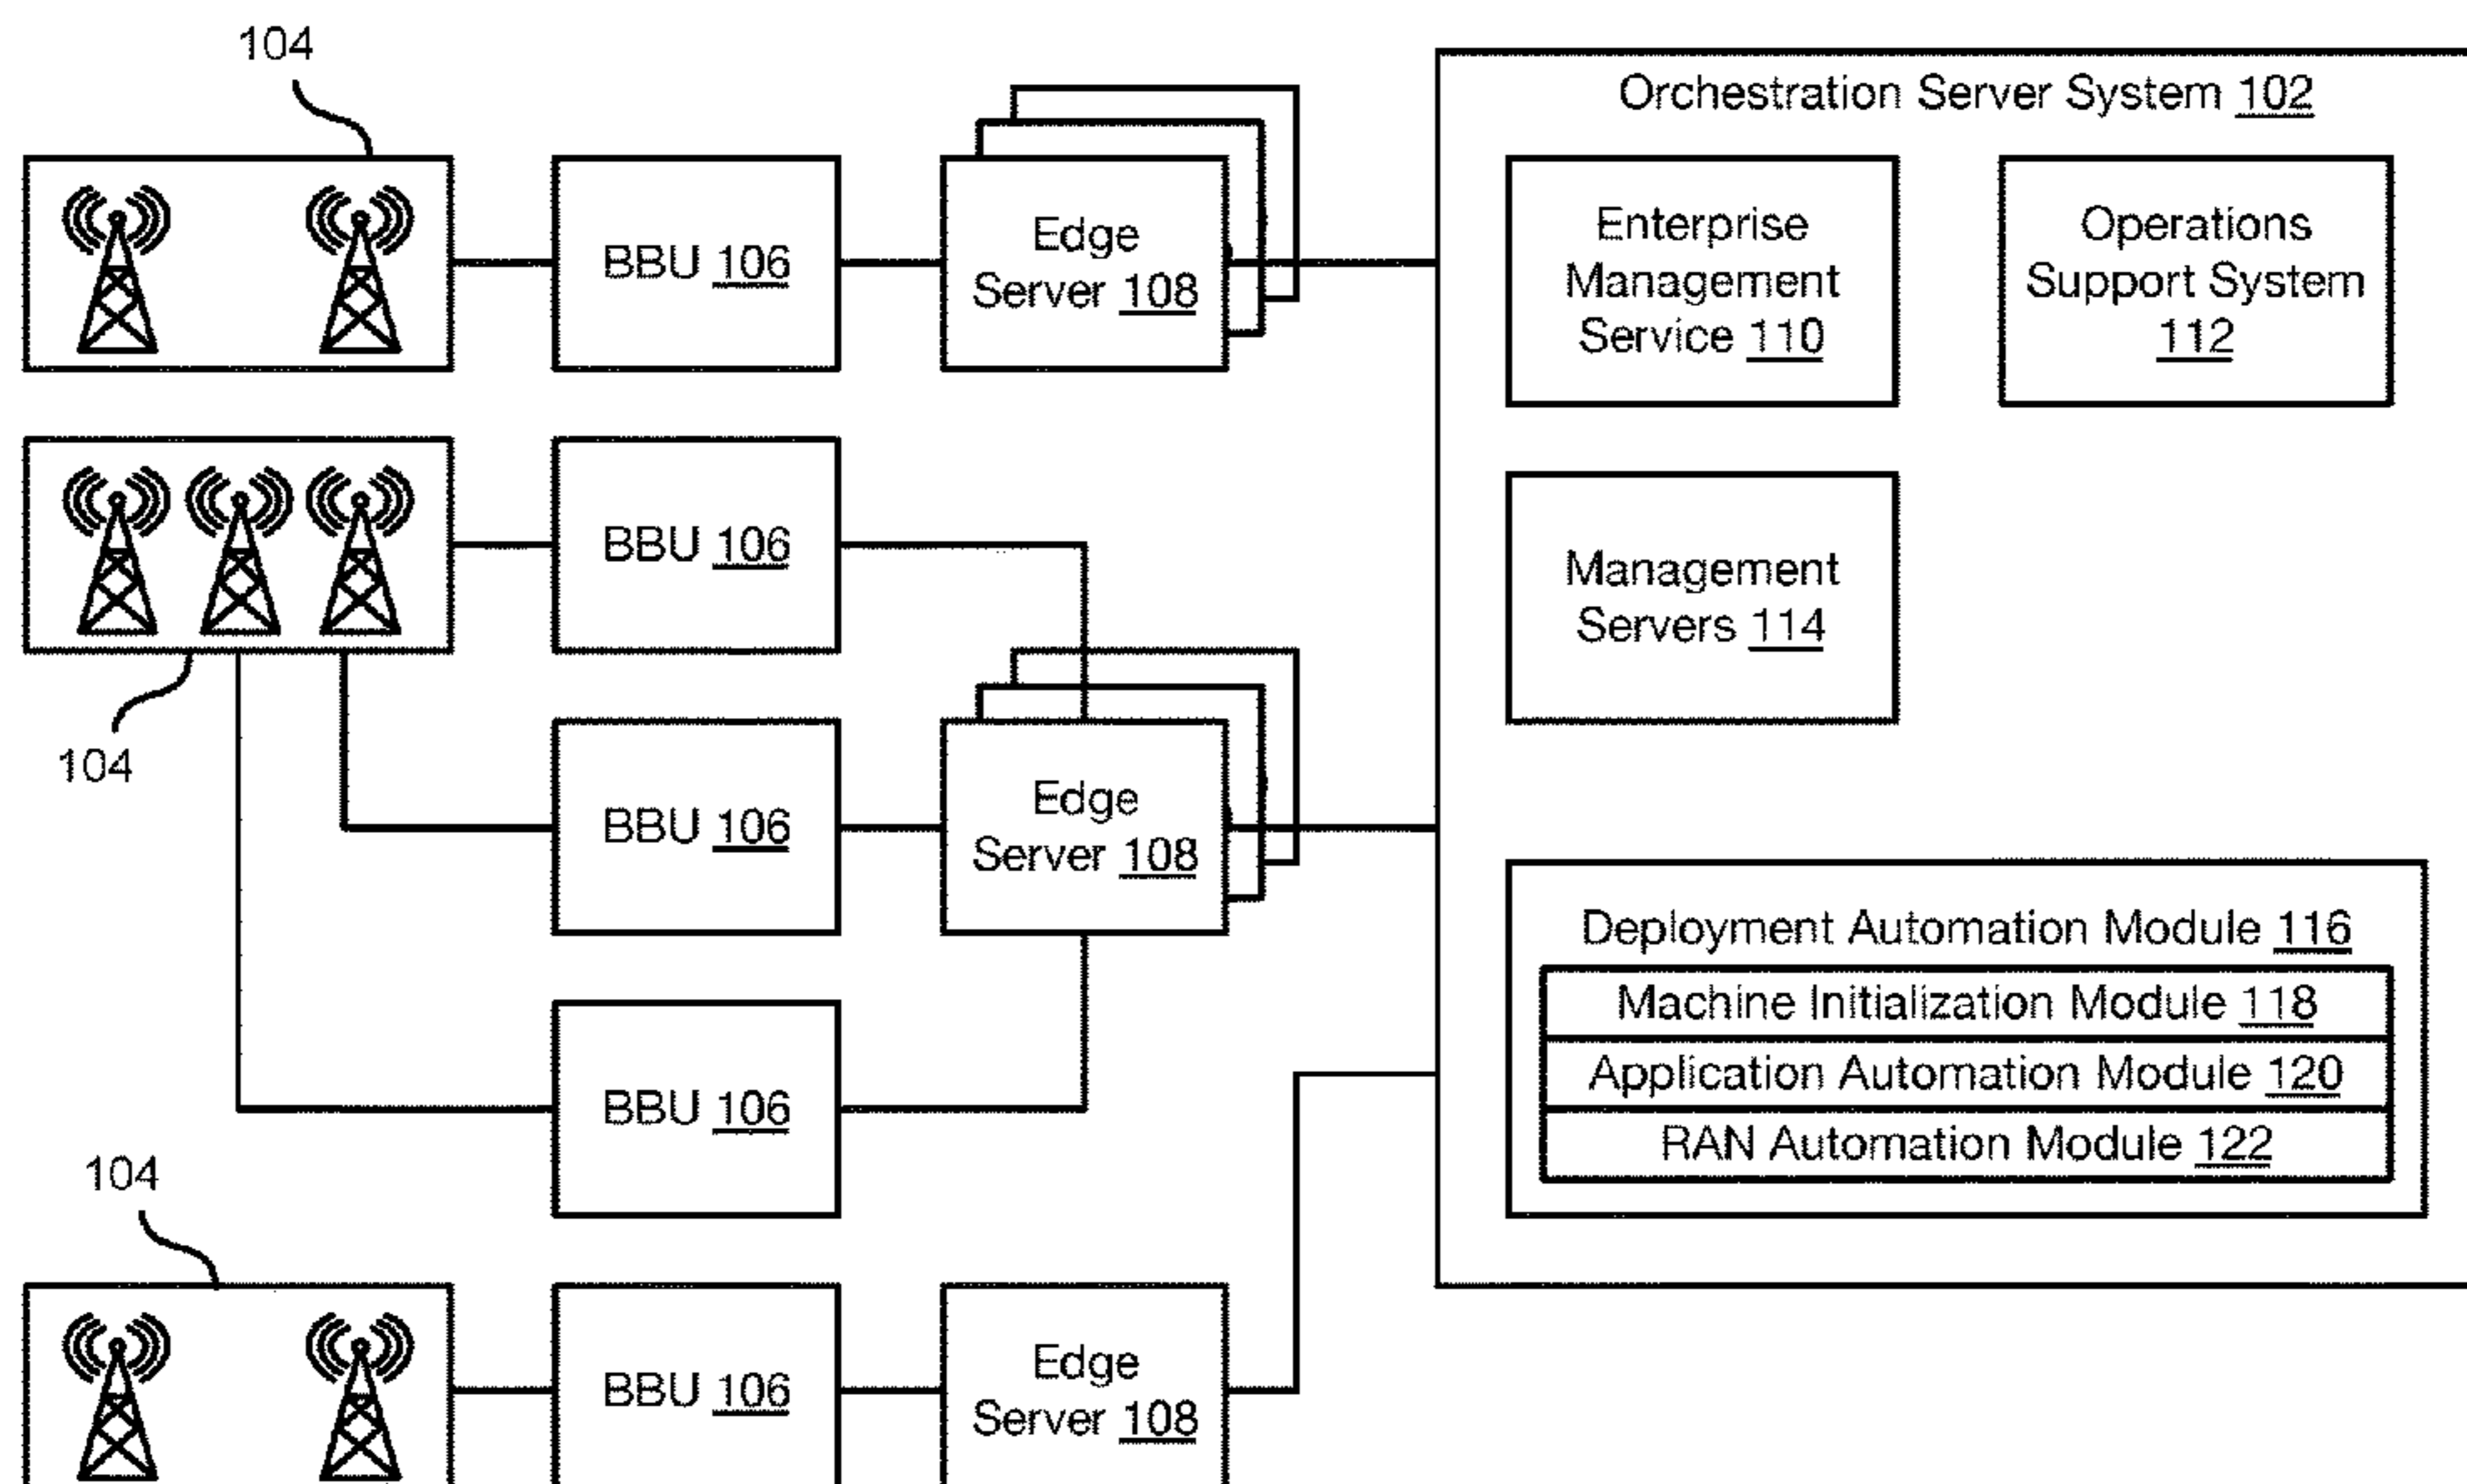 104
Orchestration Server System 102
BBU 106
Edge
Server 108
Enterprise
Management
Service 110
Operations
Support System
112
BBU 106
Management
Servers 114
104
BBU 106
Edge
Server 108
Deployment Automation Module 116
Machine Initialization Module 118
Application Automation Module 120
RAN Automation Module 122
BBU 106
104
BBU 106
Edge
Server 108